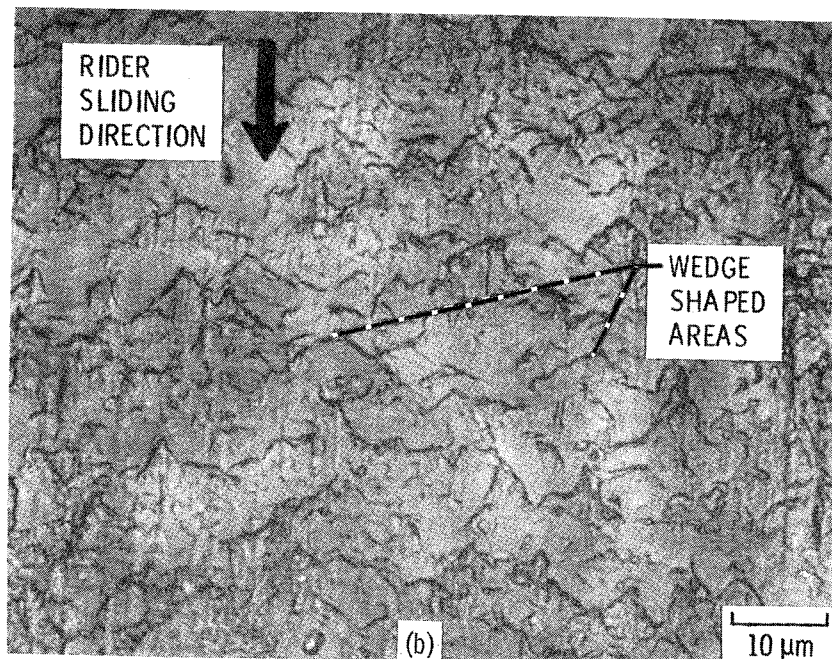 RIDER
SLIDING
DIRECTION
WEDGE
SHAPED
AREAS
(b)
10 μm